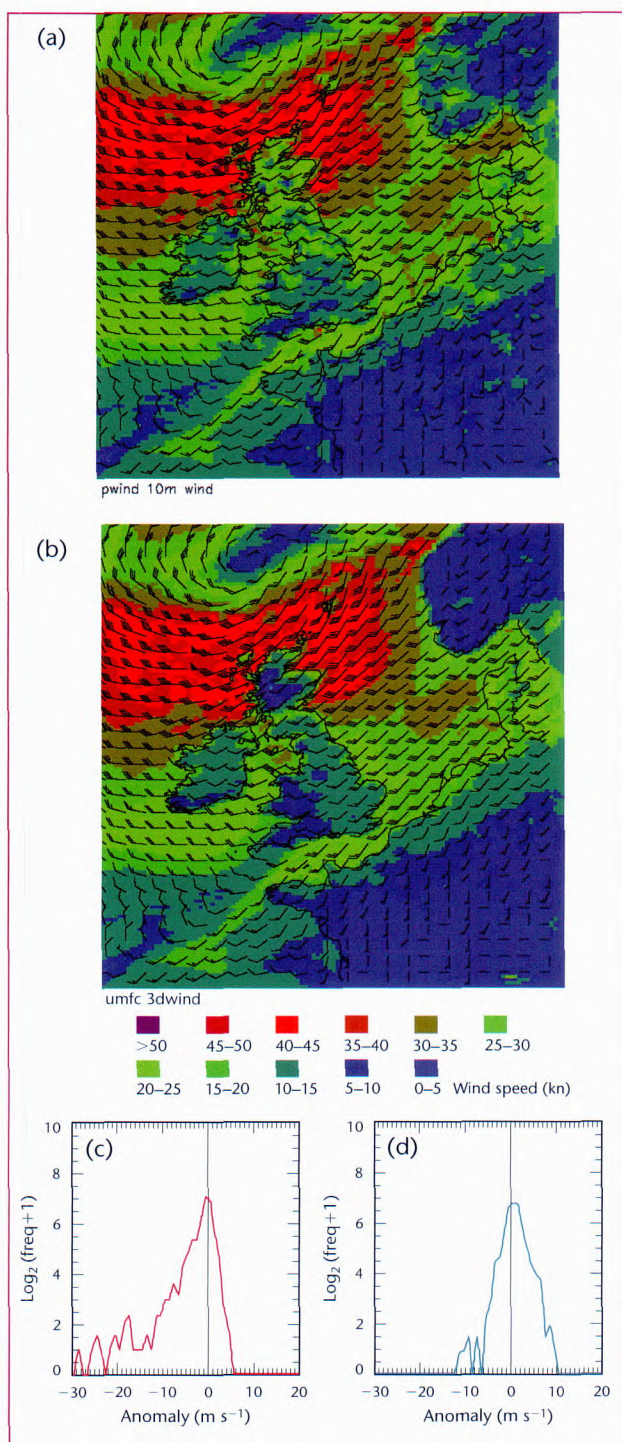 (a)
pwind 10m wind
(b)
umfc 3dwind
>50 45–50 40–45 35–40 30–35 25–30
20–25 15–20 10–15 5–10 0–5 Wind speed (kn)
(c)
10
8
6
4
2
0
Log₂ (freq+1)
−30 −20 −10 0 10 20
Anomaly (m s⁻¹)
(d)
10
8
6
4
2
0
Log₂ (freq+1)
−30 −20 −10 0 10 20
Anomaly (m s⁻¹)